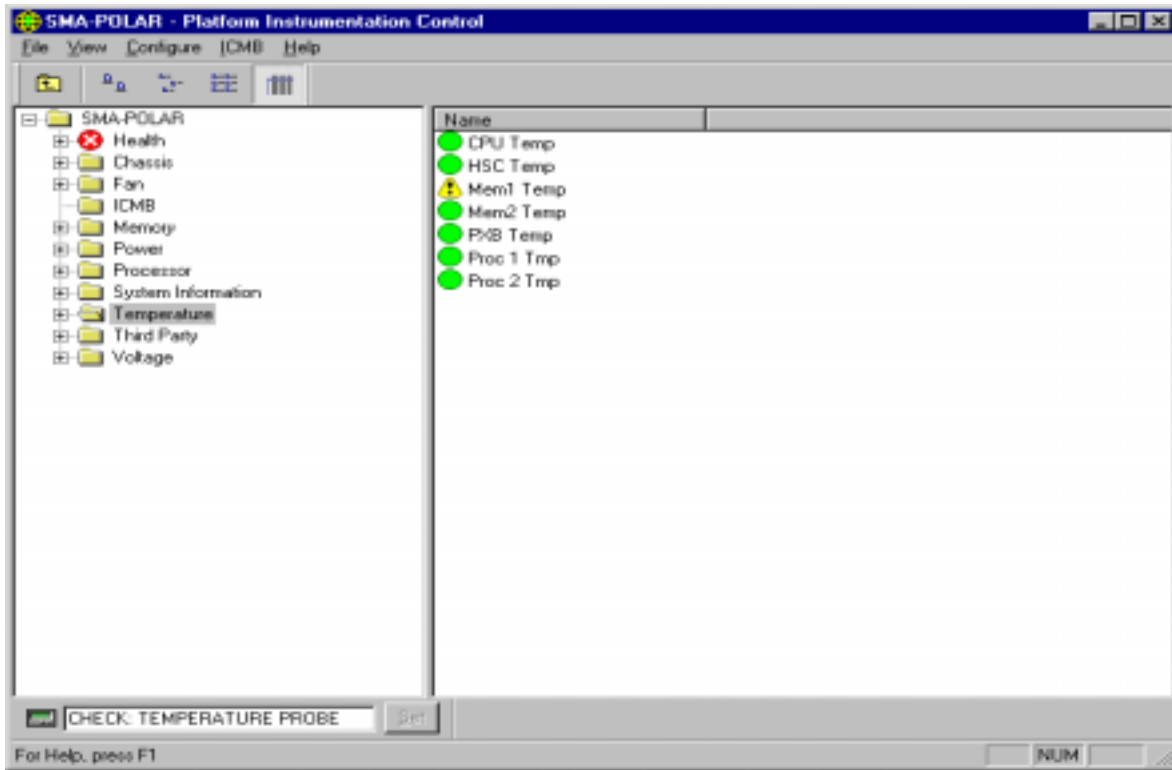 SMA-POLAR - Platform Instrumentation Control
File View Configure ICMB Help
SMA-POLAR
Health
Chassis
Fan
ICMB
Memory
Power
Processor
System Information
Temperature
Third Party
Voltage
Name
CPU Temp
HSC Temp
Mem1 Temp
Mem2 Temp
PXB Temp
Proc 1 Tmp
Proc 2 Tmp
CHECK: TEMPERATURE PROBE Set
For Help, press F1 NUM